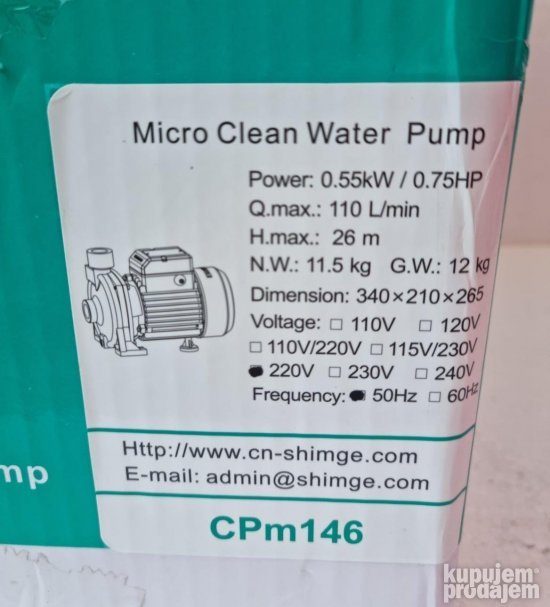 Micro Clean Water Pump
Power: 0.55kW / 0.75HP
Q.max.: 110 L/min
H.max.: 26 m
N.W.: 11.5 kg G.W.: 12 kg
Dimension: 340×210×265
Voltage: □ 110V □ 120V
□ 110V/220V □ 115V/230V
■ 220V □ 230V □ 240V
Frequency: ■ 50Hz □ 60Hz
Http://www.cn-shimge.com
E-mail: admin@shimge.com
mp
CPm146
kupujem
prodajem